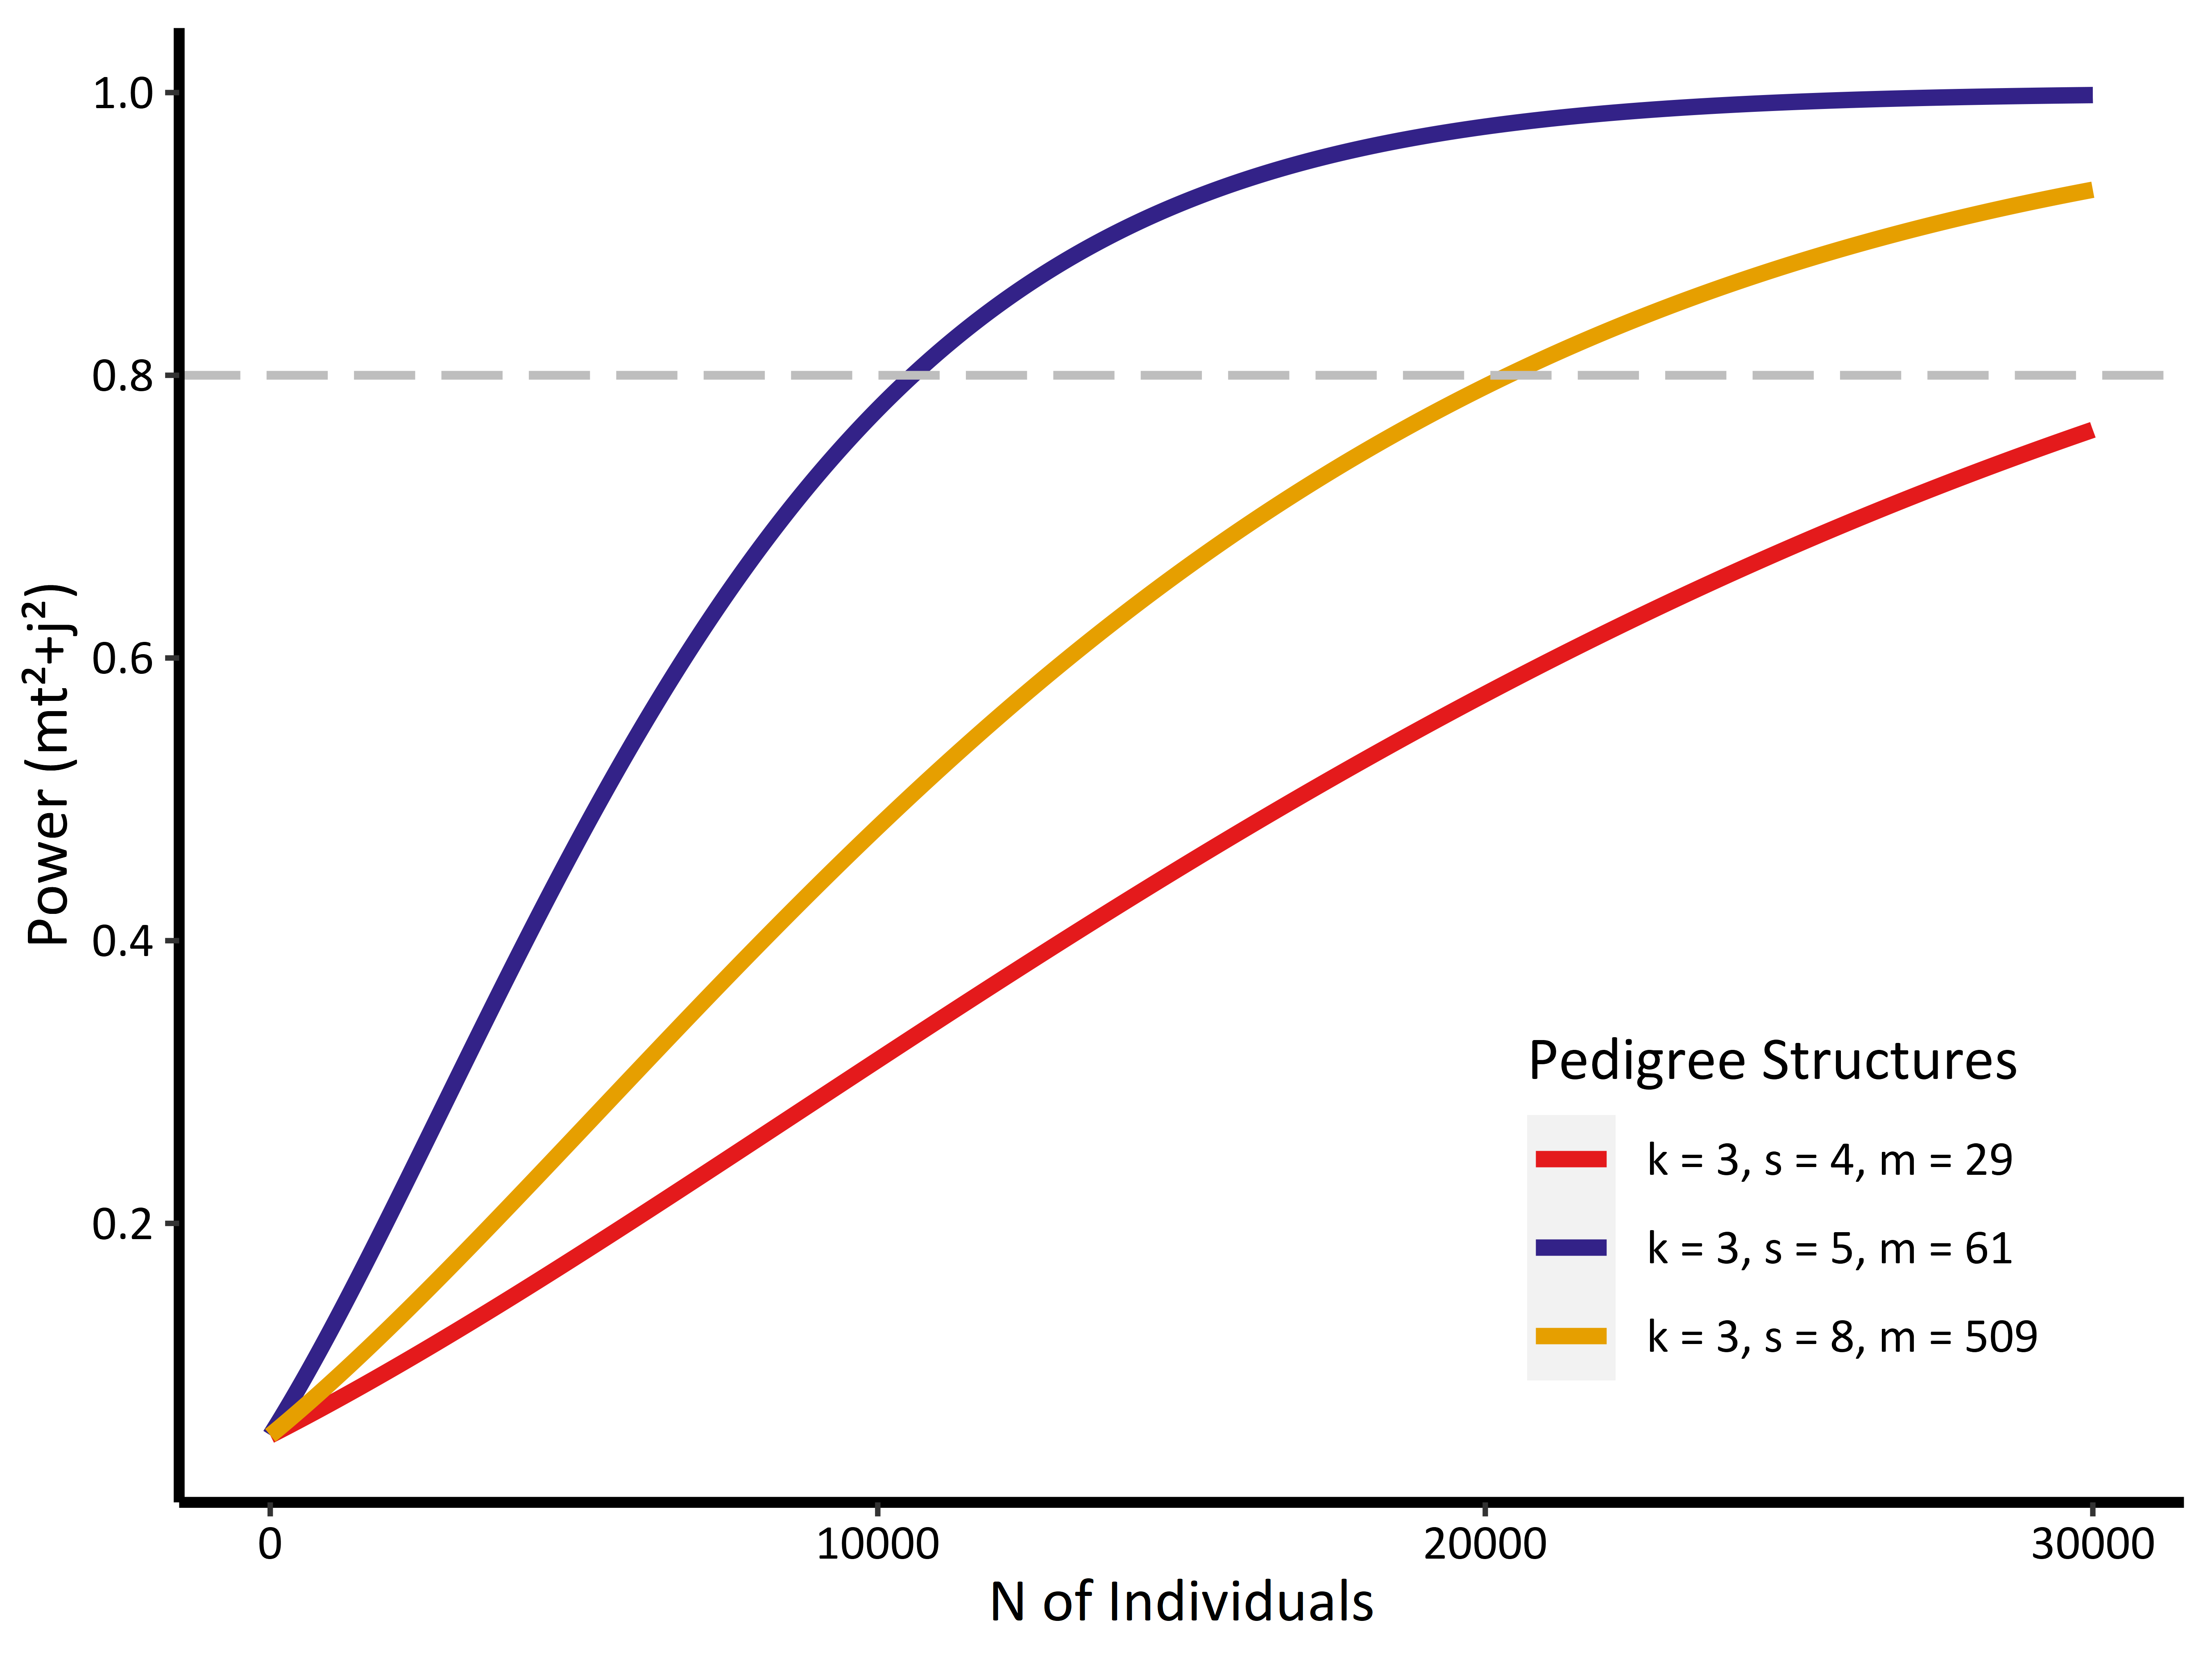 Power (mt²+j²)
1.0
0.8
0.6
0.4
0.2
0
10000
20000
30000
N of Individuals
Pedigree Structures
k = 3, s = 4, m = 29
k = 3, s = 5, m = 61
k = 3, s = 8, m = 509